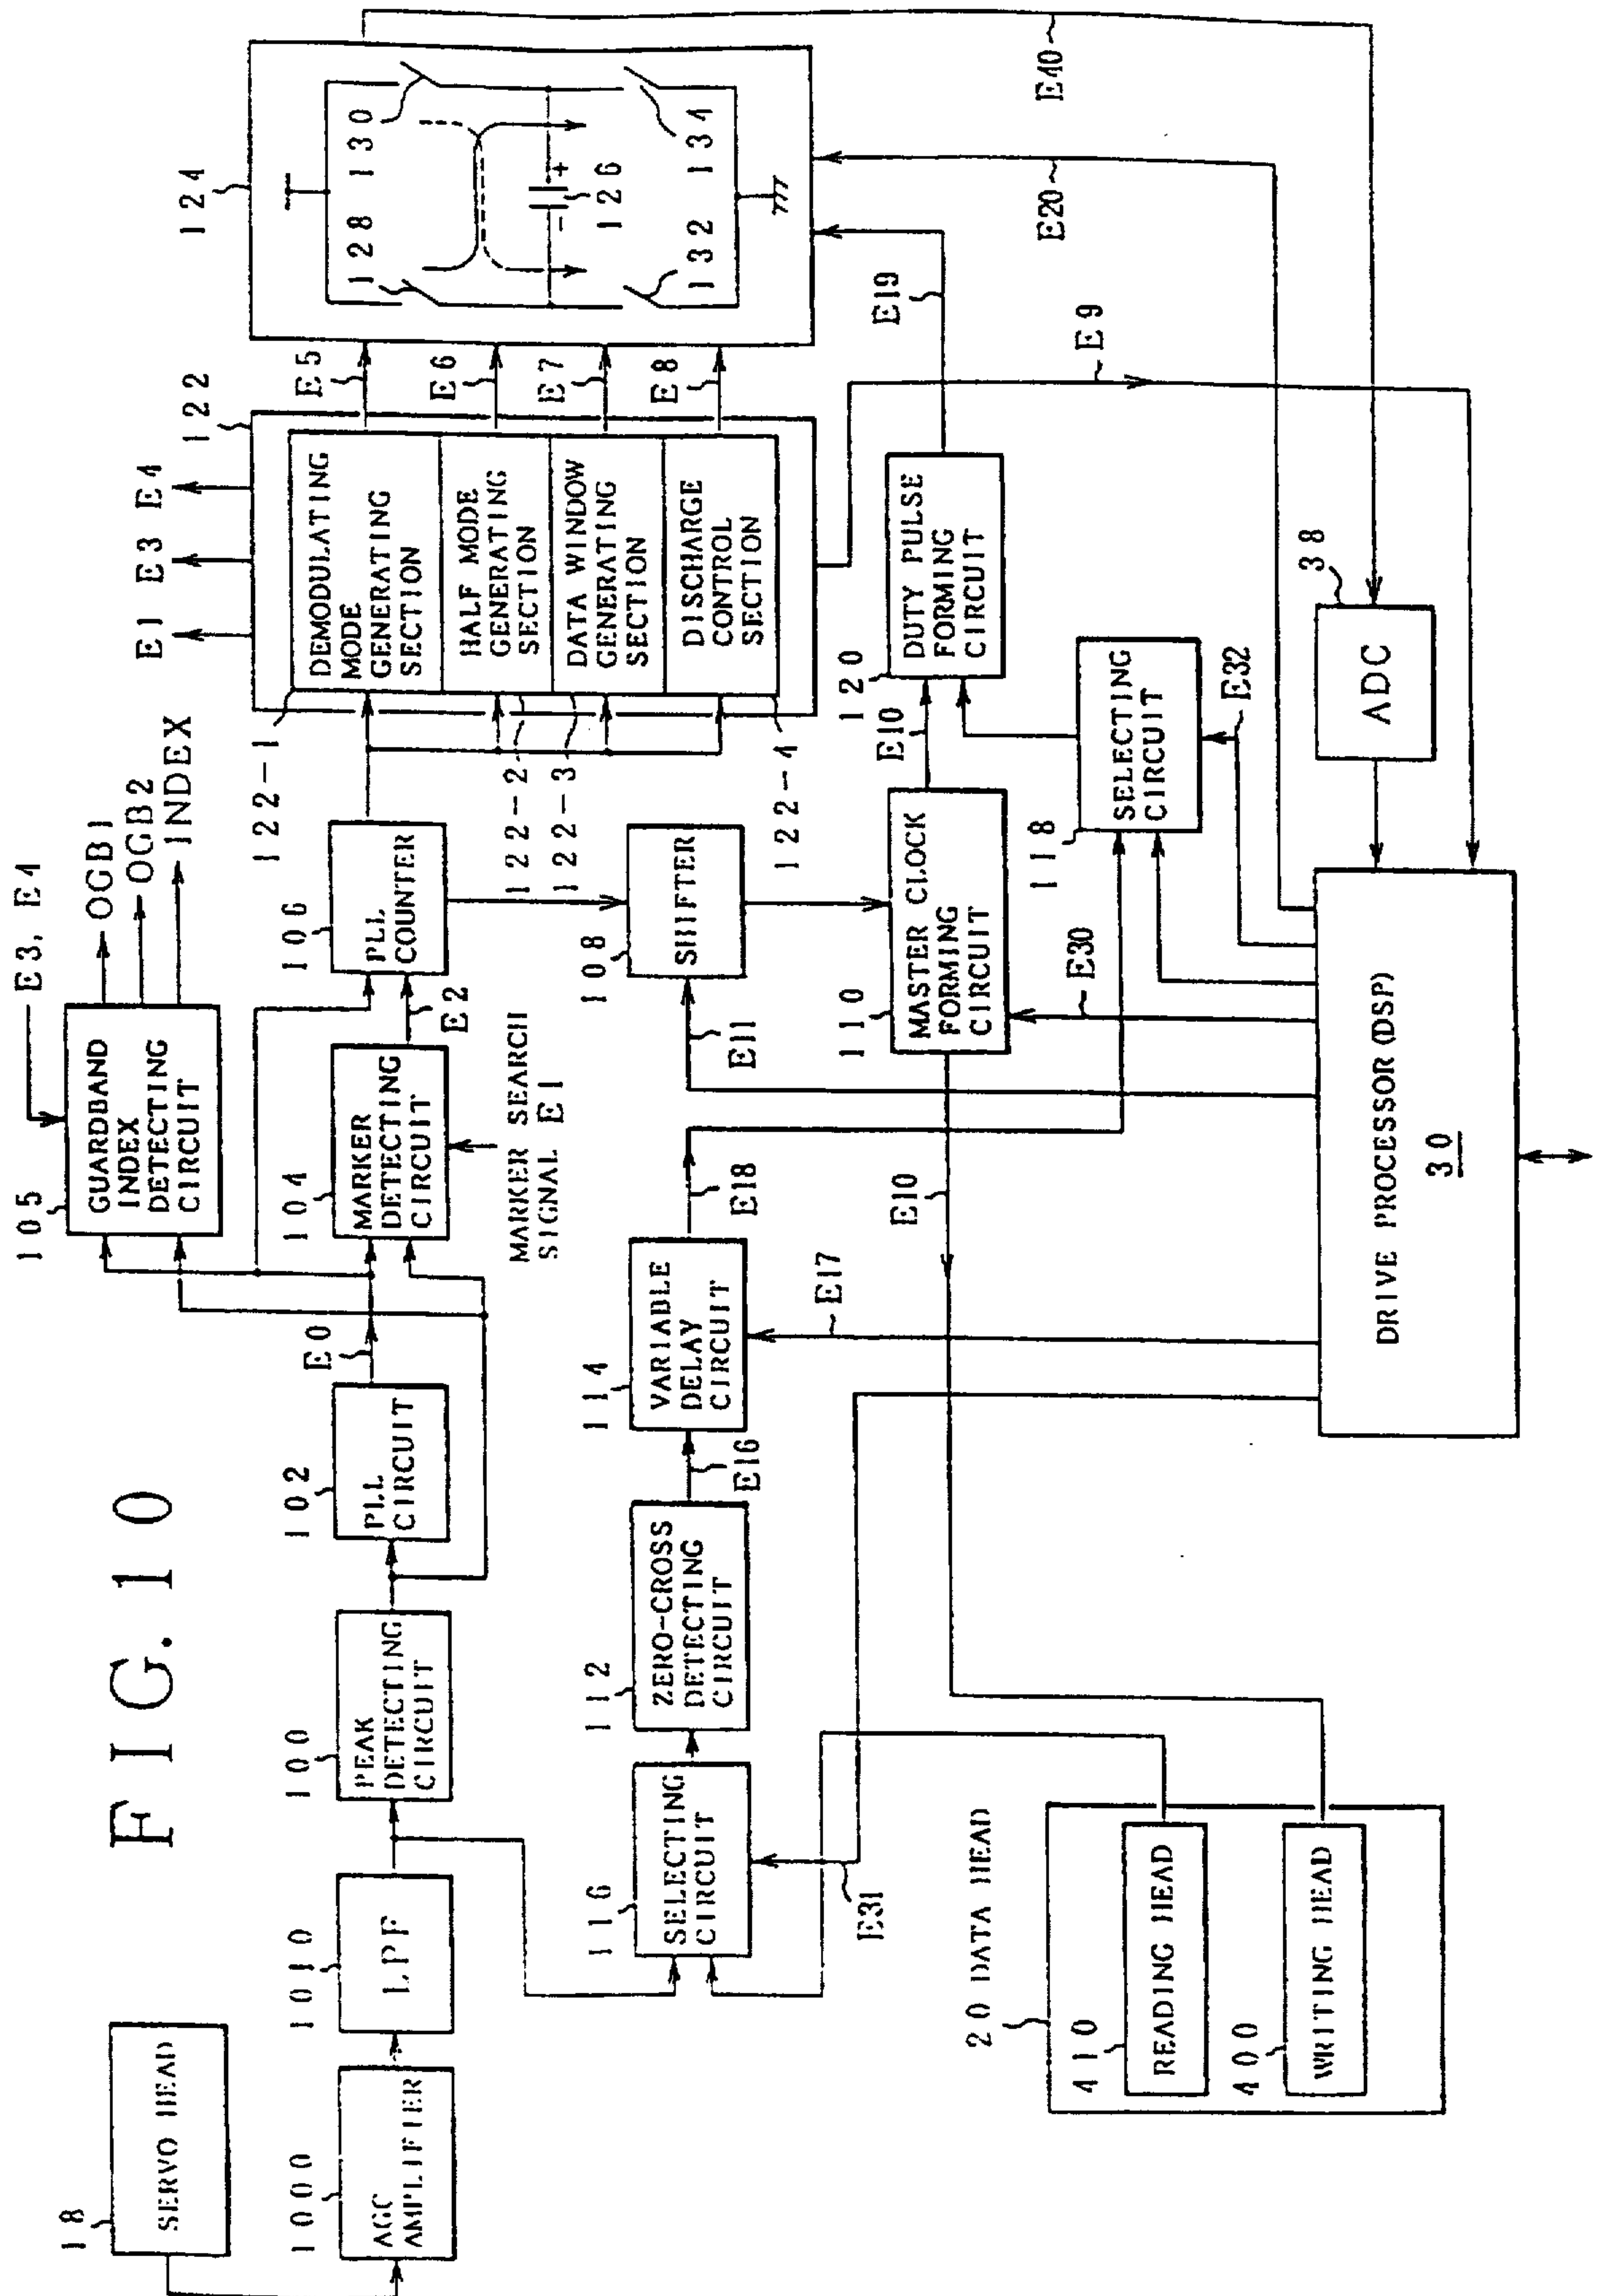 FIG. 10
18
SERVO HEAD
1000
AGC
AMPLIFIER
1010
LPF
100
PEAK
DETECTING
CIRCUIT
102
PLL
CIRCUIT
E0
105
GUARDBAND
INDEX
DETECTING
CIRCUIT
E3, E4
OGB1
OGB2
INDEX
104
MARKER
DETECTING
CIRCUIT
MARKER SEARCH
SIGNAL E1
E2
106
PLL
COUNTER
E1 E3 E4
122
122-1
DEMODULATING
MODE
GENERATING
SECTION
122-2
HALF MODE
GENERATING
SECTION
122-3
DATA WINDOW
GENERATING
SECTION
122-4
DISCHARGE
CONTROL
SECTION
E5
E6
E7
E8
124
128
130
- +
126
132
134
116
SELECTING
CIRCUIT
E31
112
ZERO-CROSS
DETECTING
CIRCUIT
E16
114
VARIABLE
DELAY
CIRCUIT
E17
E18
108
SHIFTER
E11
110
MASTER CLOCK
FORMING
CIRCUIT
E10
E10
E30
120
DUTY PULSE
FORMING
CIRCUIT
E19
118
SELECTING
CIRCUIT
E32
E9
E20
E40
38
ADC
20 DATA HEAD
410
READING HEAD
400
WRITING HEAD
DRIVE PROCESSOR (DSP)
30